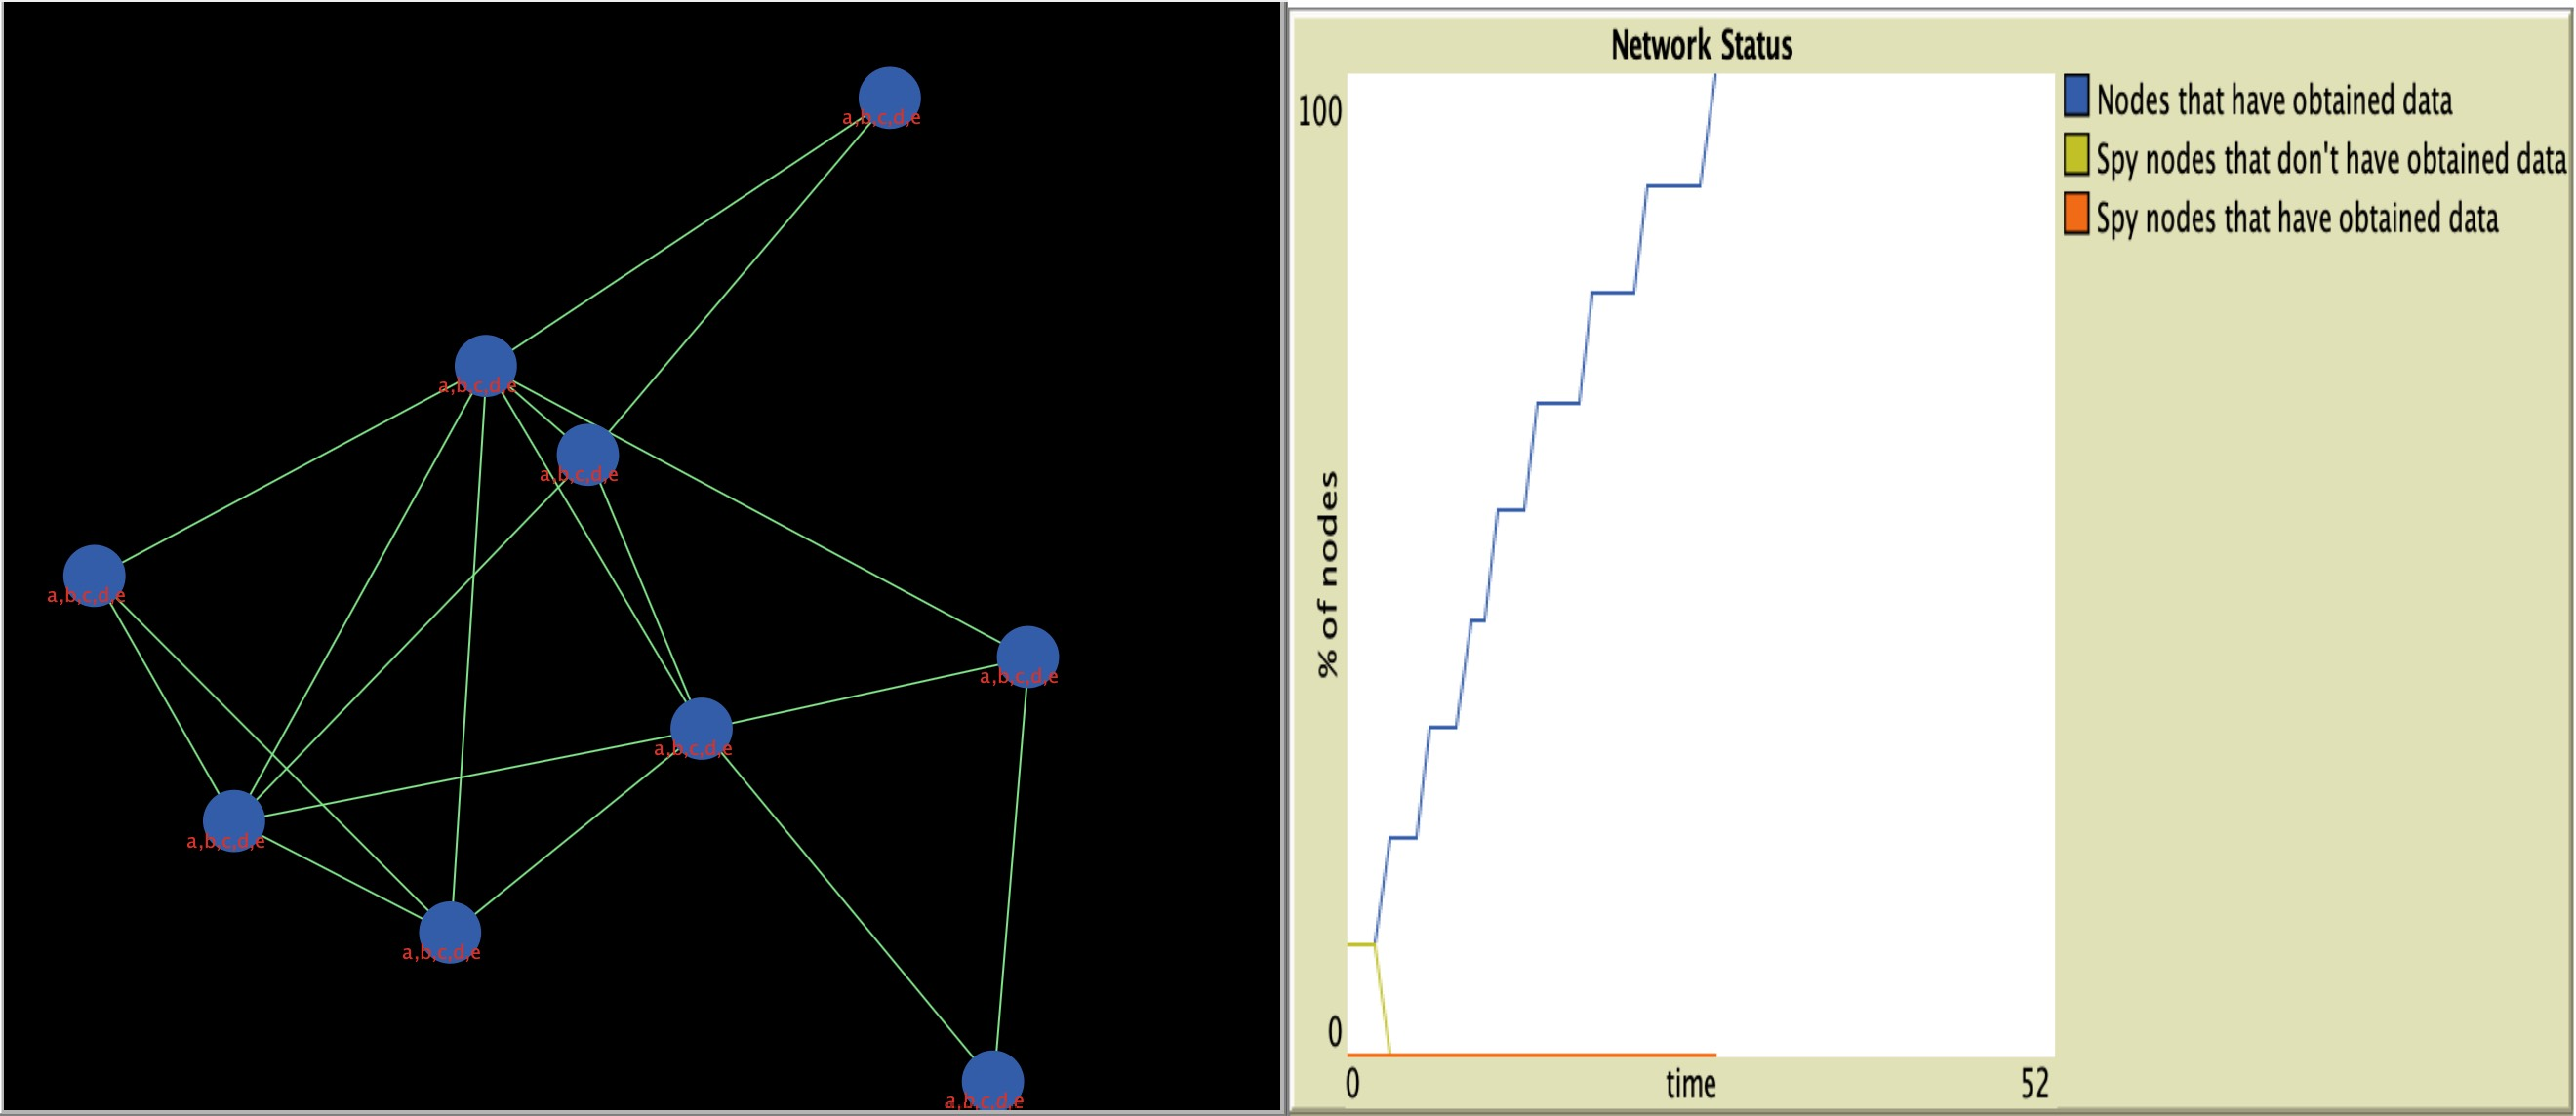 a,b,c,d,e
a,b,c,d,e
a,b,c,d,e
a,b,c,d,e
a,b,c,d,e
a,b,c,d,e
a,b,c,d,e
a,b,c,d,e
a,b,c,d,e
Network Status
100
% of nodes
0
0
time
52
Nodes that have obtained data
Spy nodes that don't have obtained data
Spy nodes that have obtained data